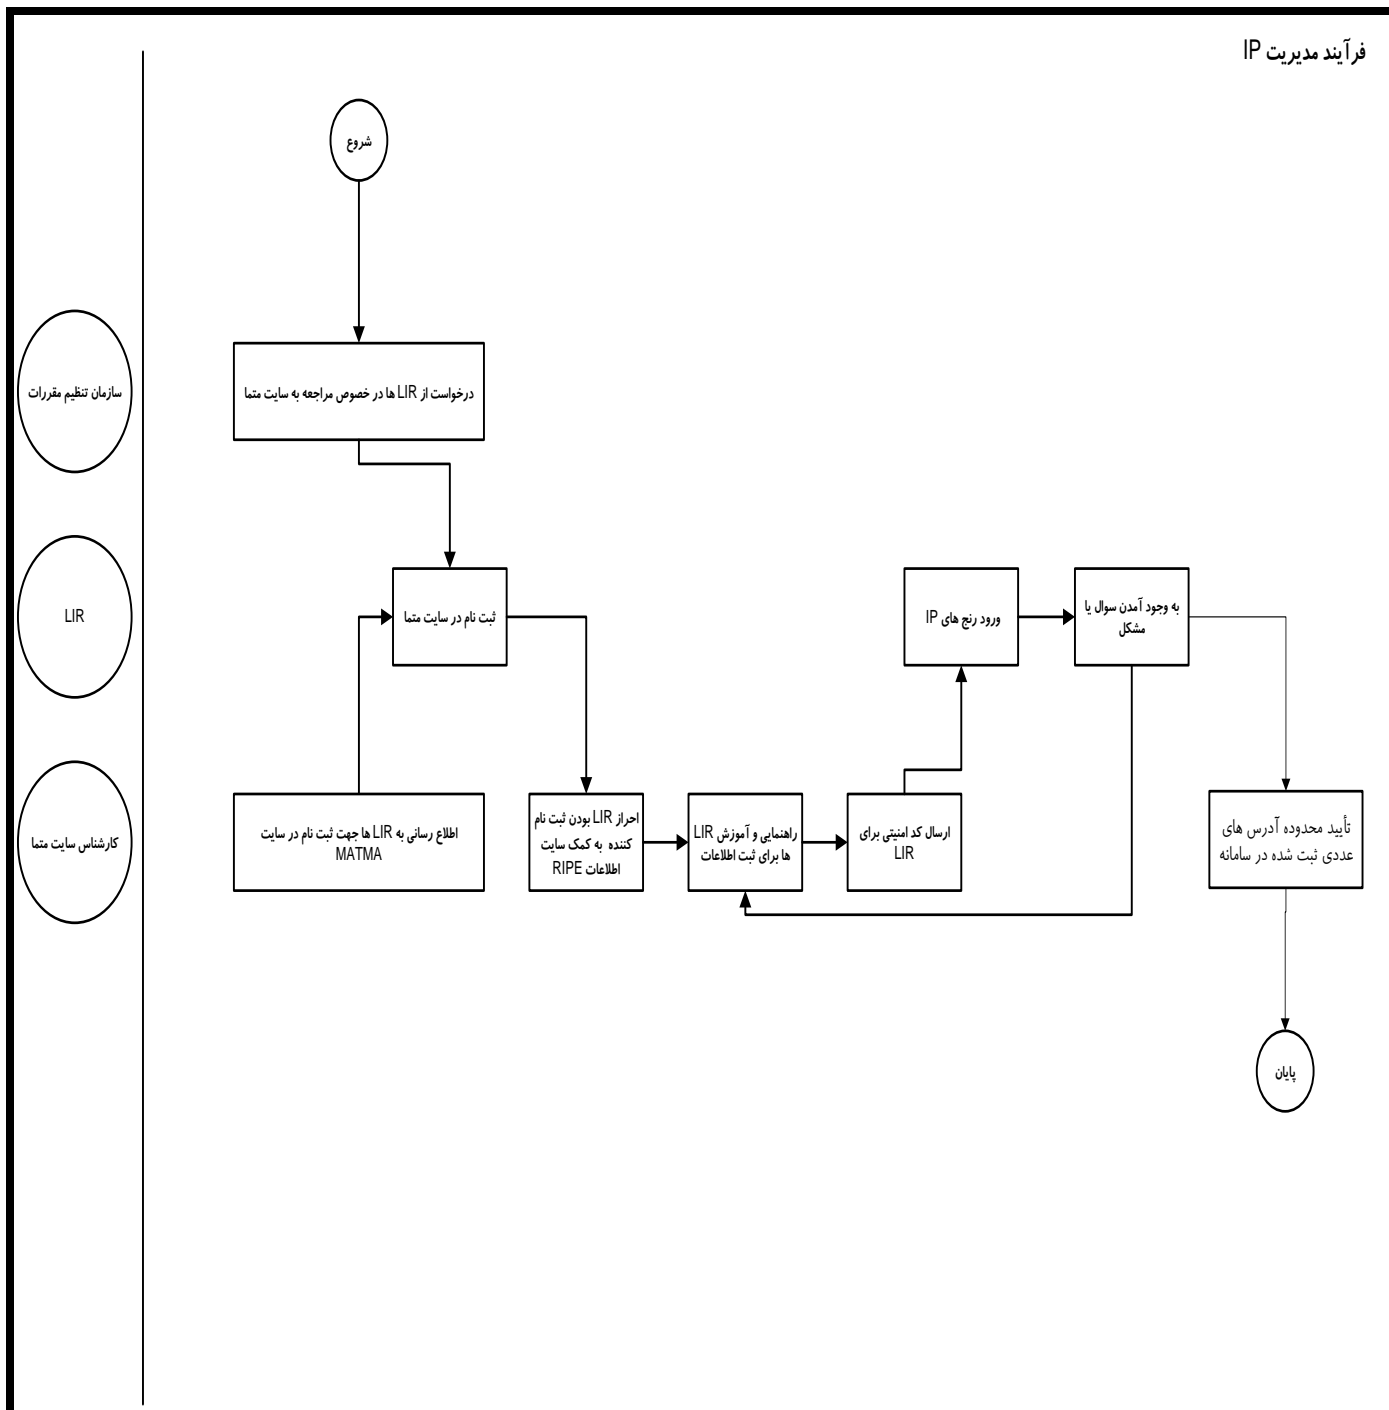 فرآیند مدیریت IP
شروع
سازمان تنظیم مقررات
درخواست از LIR ها در خصوص مراجعه به سایت متما
LIR
ثبت نام در سایت متما
ورود رنج های IP
به وجود آمدن سوال یا
مشکل
کارشناس سایت متما
اطلاع رسانی به LIR ها جهت ثبت نام در سایت
MATMA
احراز LIR بودن ثبت نام
کننده به کمک سایت
اطلاعات RIPE
راهنمایی و آموزش LIR
ها برای ثبت اطلاعات
ارسال کد امنیتی برای
LIR
تأیید محدوده آدرس های
عددی ثبت شده در سامانه
پایان